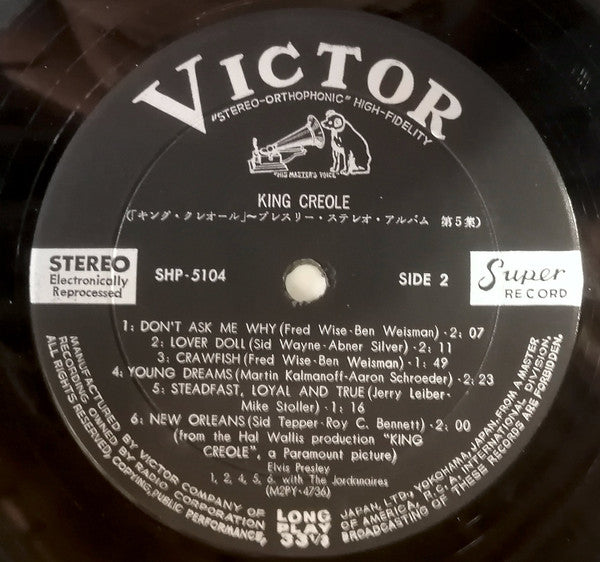 VICTOR
"STEREO-ORTHOPHONIC" HIGH-FIDELITY
"HIS MASTER'S VOICE"
KING CREOLE
(「キング・クレオール」～プレスリー・ステレオ・アルバム 第5集)
STEREO
Electronically
Reprocessed
SHP-5104
SIDE 2
Super
RECORD
1: DON'T ASK ME WHY (Fred Wise-Ben Weisman)・2: 07
2: LOVER DOLL (Sid Wayne-Abner Silver)・2: 11
3: CRAWFISH (Fred Wise-Ben Weisman)・1: 49
4: YOUNG DREAMS (Martin Kalmanoff-Aaron Schroeder)・2: 23
5: STEADFAST, LOYAL AND TRUE (Jerry Leiber-
Mike Stoller)・1: 16
6: NEW ORLEANS (Sid Tepper-Roy C. Bennett)・2: 00
(from the Hal Wallis production "KING
CREOLE", a Paramount picture)
Elvis Presley
1, 2, 4, 5, 6. with The Jordanaires
(M2PY-4736)
LONG
PLAY
33⅓
MANUFACTURED BY VICTOR COMPANY OF JAPAN, LTD., YOKOHAMA, JAPAN, FROM A MASTER
RECORDING OWNED BY RADIO CORPORATION OF AMERICA, R.C.A. INTERNATIONAL DIVISION.
ALL RIGHTS RESERVED, COPYING, PUBLIC PERFORMANCE, BROADCASTING OF THESE RECORDS ARE FORBIDDEN.